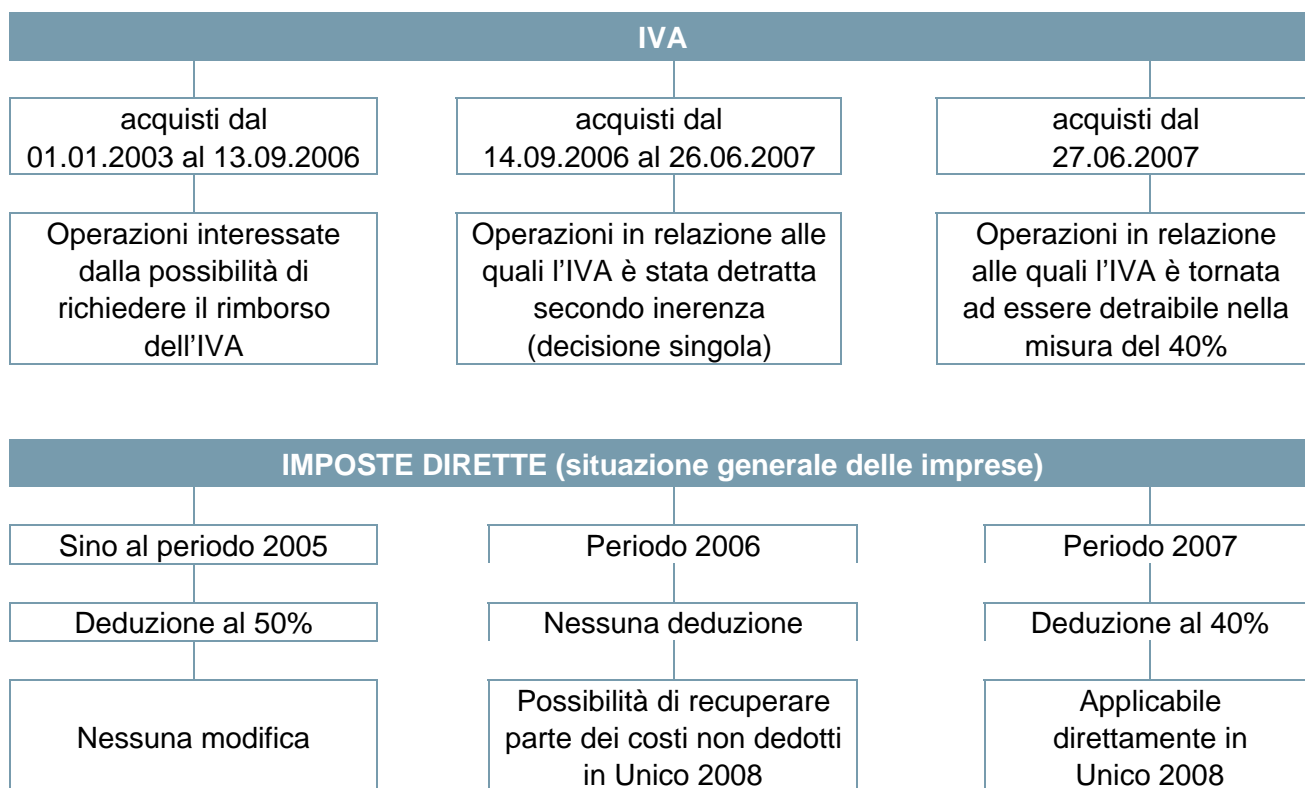 IVA
acquisti dal
01.01.2003 al 13.09.2006
acquisti dal
14.09.2006 al 26.06.2007
acquisti dal
27.06.2007
Operazioni interessate
dalla possibilità di
richiedere il rimborso
dell’IVA
Operazioni in relazione alle
quali l’IVA è stata detratta
secondo inerenza
(decisione singola)
Operazioni in relazione
alle quali l’IVA è tornata
ad essere detraibile nella
misura del 40%
IMPOSTE DIRETTE (situazione generale delle imprese)
Sino al periodo 2005
Periodo 2006
Periodo 2007
Deduzione al 50%
Nessuna deduzione
Deduzione al 40%
Nessuna modifica
Possibilità di recuperare
parte dei costi non dedotti
in Unico 2008
Applicabile
direttamente in
Unico 2008